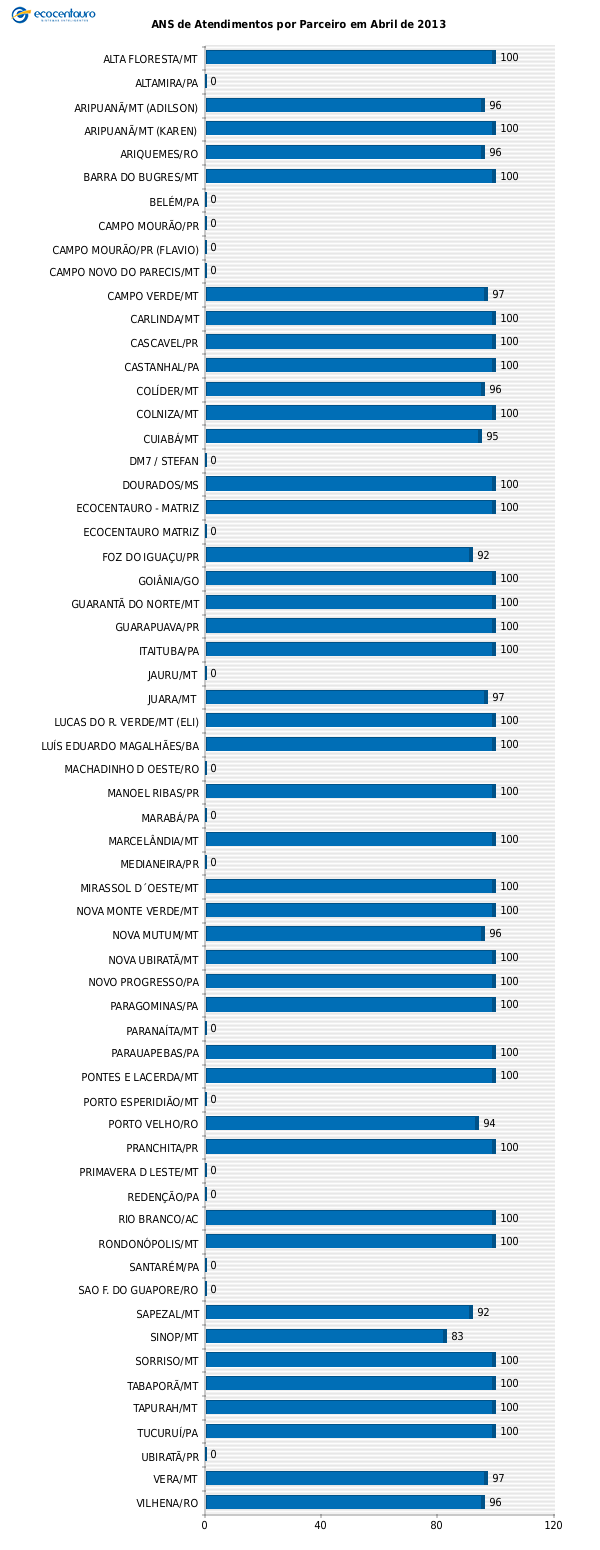 ecocentauro
ANS de Atendimentos por Parceiro em Abril de 2013
ALTA FLORESTA/MT 100
ALTAMIRA/PA 0
ARIPUANÃ/MT (ADILSON) 96
ARIPUANÃ/MT (KAREN) 100
ARIQUEMES/RO 96
BARRA DO BUGRES/MT 100
BELÉM/PA 0
CAMPO MOURÃO/PR 0
CAMPO MOURÃO/PR (FLAVIO) 0
CAMPO NOVO DO PARECIS/MT 0
CAMPO VERDE/MT 97
CARLINDA/MT 100
CASCAVEL/PR 100
CASTANHAL/PA 100
COLÍDER/MT 96
COLNIZA/MT 100
CUIABÁ/MT 95
DM7 / STEFAN 0
DOURADOS/MS 100
ECOCENTAURO - MATRIZ 100
ECOCENTAURO MATRIZ 0
FOZ DO IGUAÇU/PR 92
GOIÂNIA/GO 100
GUARANTÃ DO NORTE/MT 100
GUARAPUAVA/PR 100
ITAITUBA/PA 100
JAURU/MT 0
JUARA/MT 97
LUCAS DO R. VERDE/MT (ELI) 100
LUÍS EDUARDO MAGALHÃES/BA 100
MACHADINHO D OESTE/RO 0
MANOEL RIBAS/PR 100
MARABÁ/PA 0
MARCELÂNDIA/MT 100
MEDIANEIRA/PR 0
MIRASSOL D´OESTE/MT 100
NOVA MONTE VERDE/MT 100
NOVA MUTUM/MT 96
NOVA UBIRATÃ/MT 100
NOVO PROGRESSO/PA 100
PARAGOMINAS/PA 100
PARANAÍTA/MT 0
PARAUAPEBAS/PA 100
PONTES E LACERDA/MT 100
PORTO ESPERIDIÃO/MT 0
PORTO VELHO/RO 94
PRANCHITA/PR 100
PRIMAVERA D LESTE/MT 0
REDENÇÃO/PA 0
RIO BRANCO/AC 100
RONDONÓPOLIS/MT 100
SANTARÉM/PA 0
SAO F. DO GUAPORE/RO 0
SAPEZAL/MT 92
SINOP/MT 83
SORRISO/MT 100
TABAPORÃ/MT 100
TAPURAH/MT 100
TUCURUÍ/PA 100
UBIRATÃ/PR 0
VERA/MT 97
VILHENA/RO 96
0 40 80 120